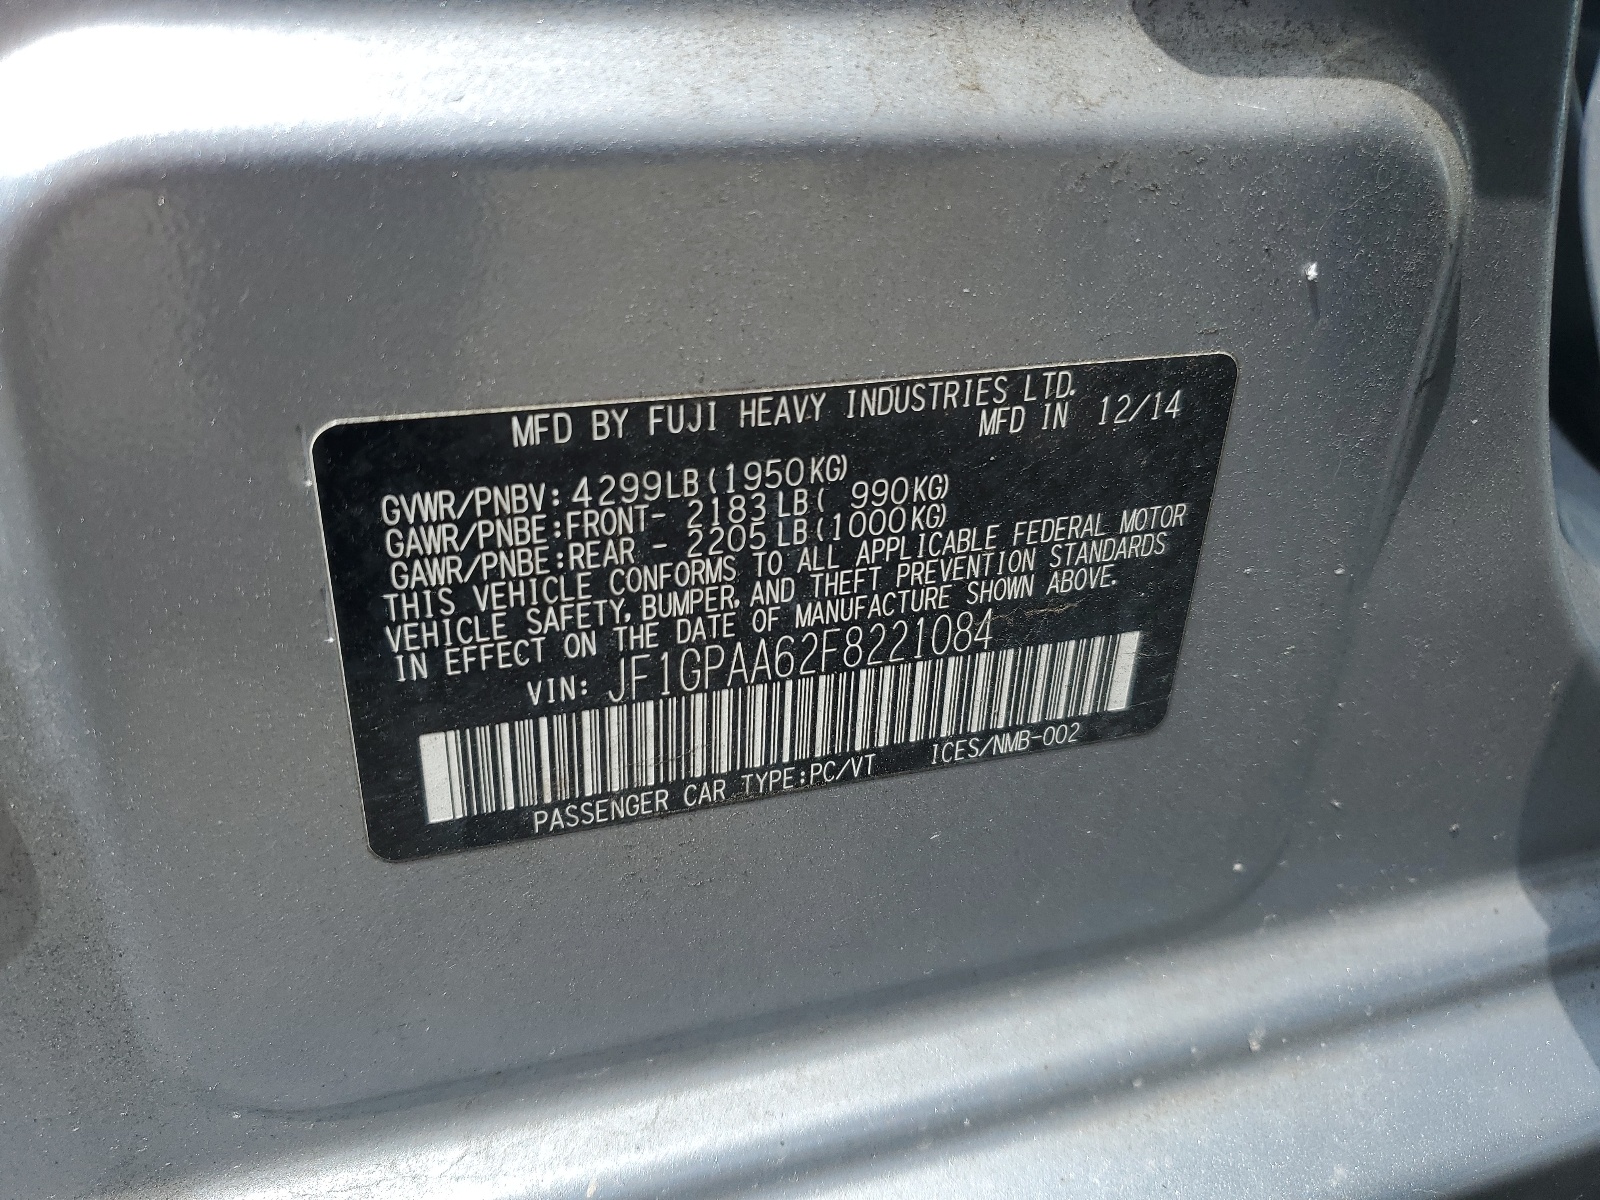 MFD BY FUJI HEAVY INDUSTRIES LTD.
MFD IN 12/14
GVWR/PNBV: 4299LB (1950KG)
GAWR/PNBE:FRONT- 2183LB ( 990KG)
GAWR/PNBE:REAR - 2205LB (1000KG)
THIS VEHICLE CONFORMS TO ALL APPLICABLE FEDERAL MOTOR
VEHICLE SAFETY, BUMPER, AND THEFT PREVENTION STANDARDS
IN EFFECT ON THE DATE OF MANUFACTURE SHOWN ABOVE.
VIN: JF1GPAA62F8221084
PASSENGER CAR TYPE:PC/VT ICES/NMB-002